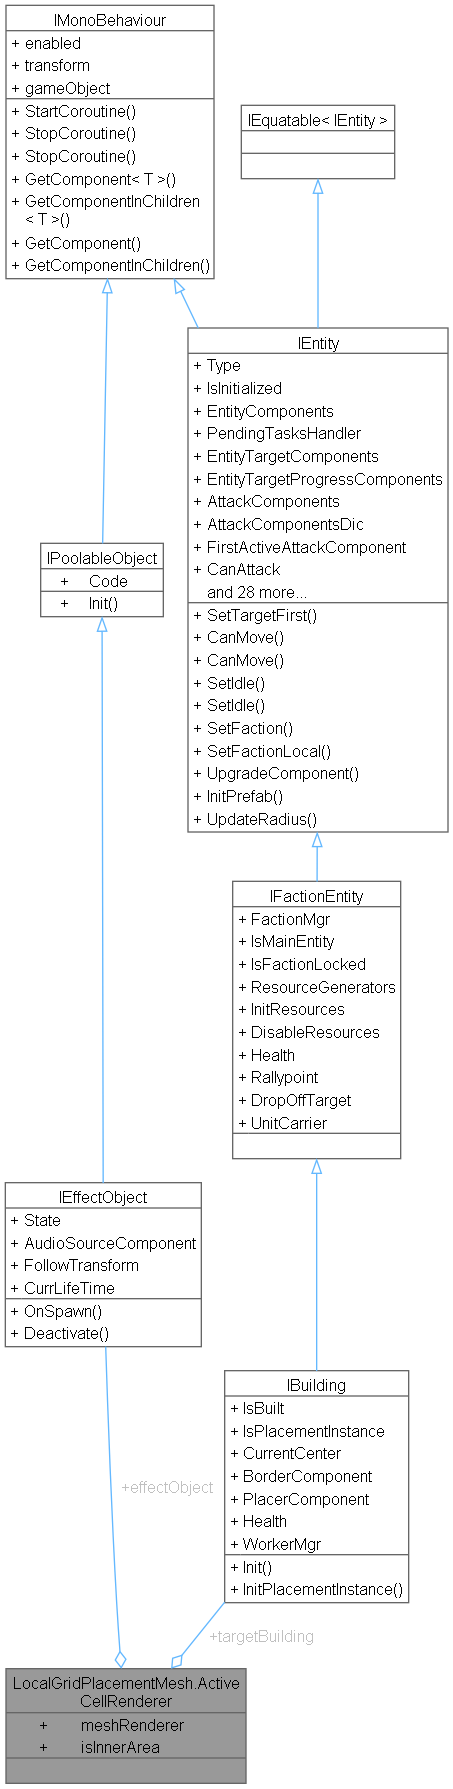 IMonoBehaviour
+ enabled
+ transform
+ gameObject
+ StartCoroutine()
+ StopCoroutine()
+ StopCoroutine()
+ GetComponent< T >()
+ GetComponentInChildren
< T >()
+ GetComponent()
+ GetComponentInChildren()
IEquatable< IEntity >
IEntity
+ Type
+ IsInitialized
+ EntityComponents
+ PendingTasksHandler
+ EntityTargetComponents
+ EntityTargetProgressComponents
+ AttackComponents
+ AttackComponentsDic
+ FirstActiveAttackComponent
+ CanAttack
and 28 more...
+ SetTargetFirst()
+ CanMove()
+ CanMove()
+ SetIdle()
+ SetIdle()
+ SetFaction()
+ SetFactionLocal()
+ UpgradeComponent()
+ InitPrefab()
+ UpdateRadius()
IPoolableObject
+ Code
+ Init()
IFactionEntity
+ FactionMgr
+ IsMainEntity
+ IsFactionLocked
+ ResourceGenerators
+ InitResources
+ DisableResources
+ Health
+ Rallypoint
+ DropOffTarget
+ UnitCarrier
IEffectObject
+ State
+ AudioSourceComponent
+ FollowTransform
+ CurrLifeTime
+ OnSpawn()
+ Deactivate()
IBuilding
+ IsBuilt
+ IsPlacementInstance
+ CurrentCenter
+ BorderComponent
+ PlacerComponent
+ Health
+ WorkerMgr
+ Init()
+ InitPlacementInstance()
+effectObject
+targetBuilding
LocalGridPlacementMesh.Active
CellRenderer
+ meshRenderer
+ isInnerArea